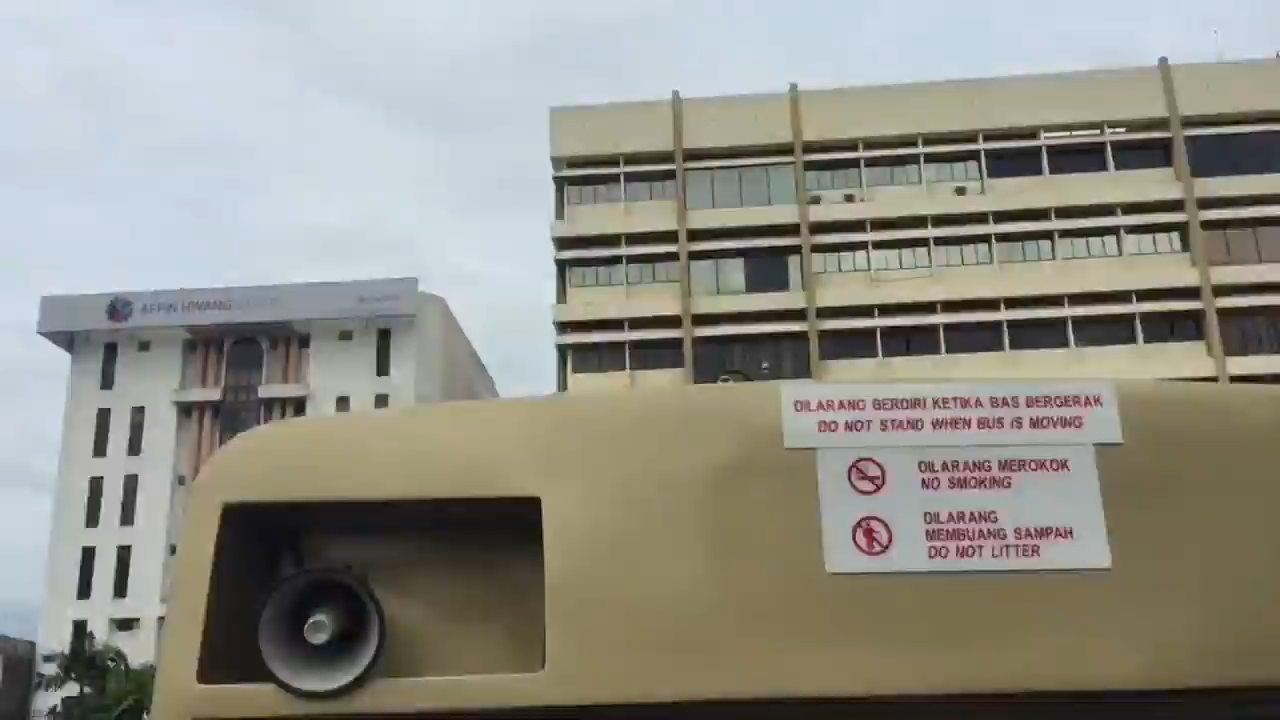 AFFIN HWANG
DILARANG BERDIRI KETIKA BAS BERGERAK
DO NOT STAND WHEN BUS IS MOVING
DILARANG MEROKOK
NO SMOKING
DILARANG
MEMBUANG SAMPAH
DO NOT LITTER